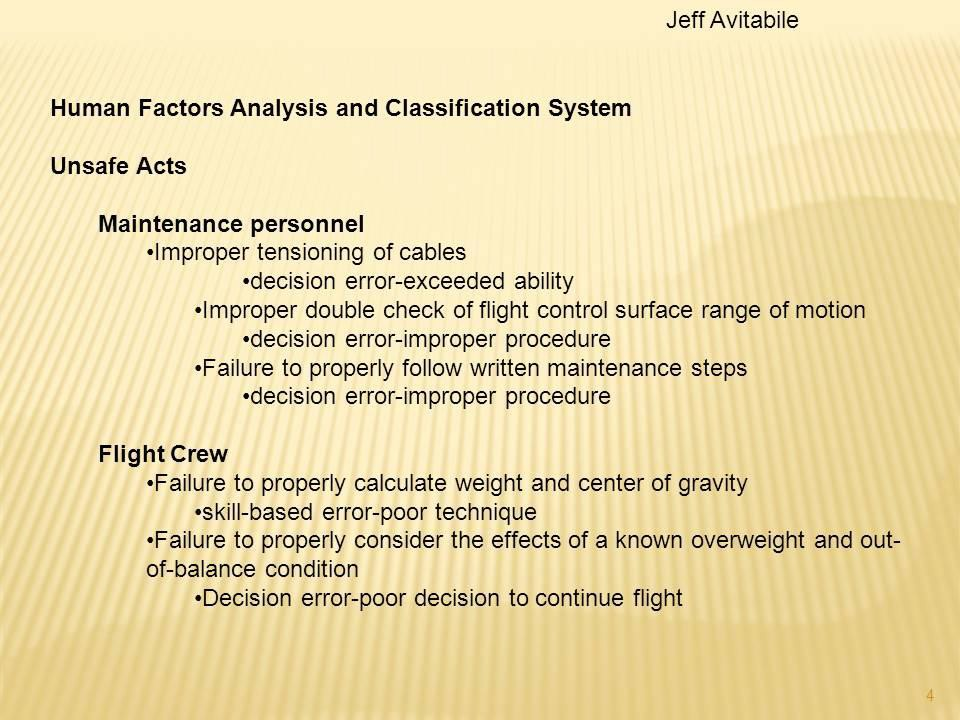 Jeff Avitabile
Human Factors Analysis and Classification System
Unsafe Acts
Maintenance personnel
•Improper tensioning of cables
•decision error-exceeded ability
•Improper double check of flight control surface range of motion
•decision error-improper procedure
•Failure to properly follow written maintenance steps
•decision error-improper procedure
Flight Crew
•Failure to properly calculate weight and center of gravity
•skill-based error-poor technique
•Failure to properly consider the effects of a known overweight and out-
of-balance condition
•Decision error-poor decision to continue flight
4